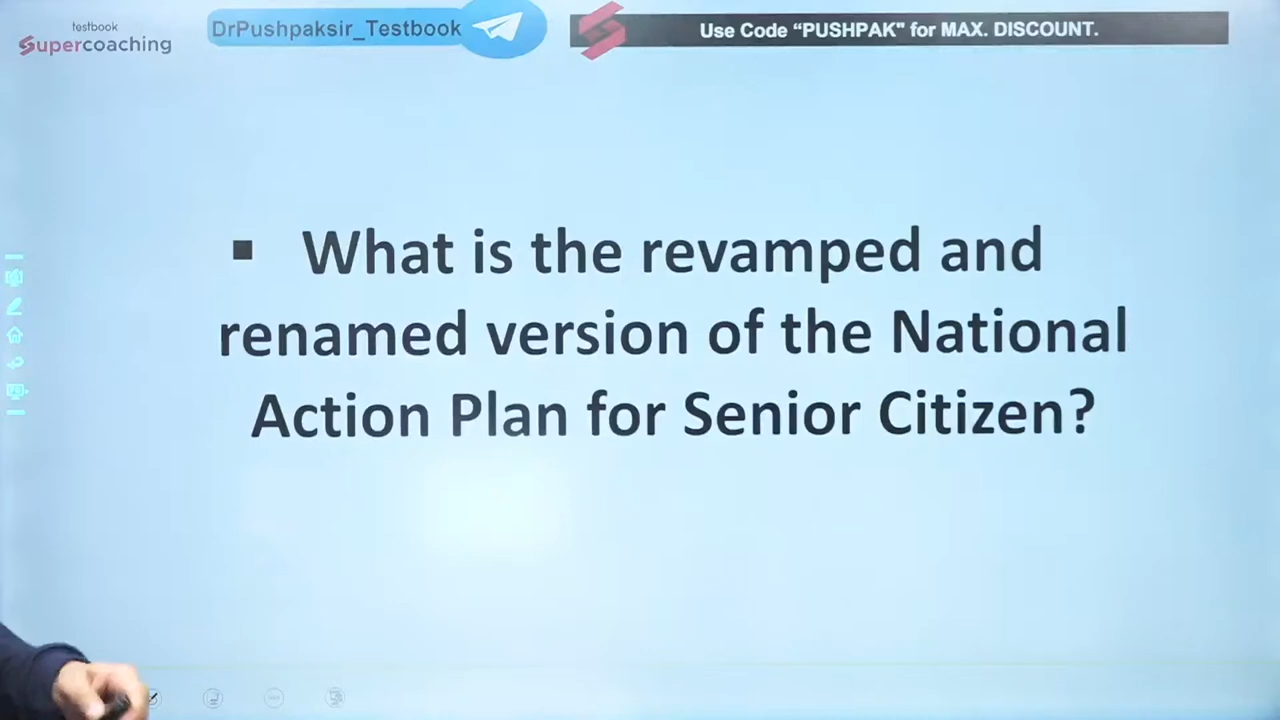 testbook
Supercoaching
DrPushpaksir_Testbook
Use Code “PUSHPAK" for MAX. DISCOUNT.
▪ What is the revamped and
renamed version of the National
Action Plan for Senior Citizen?